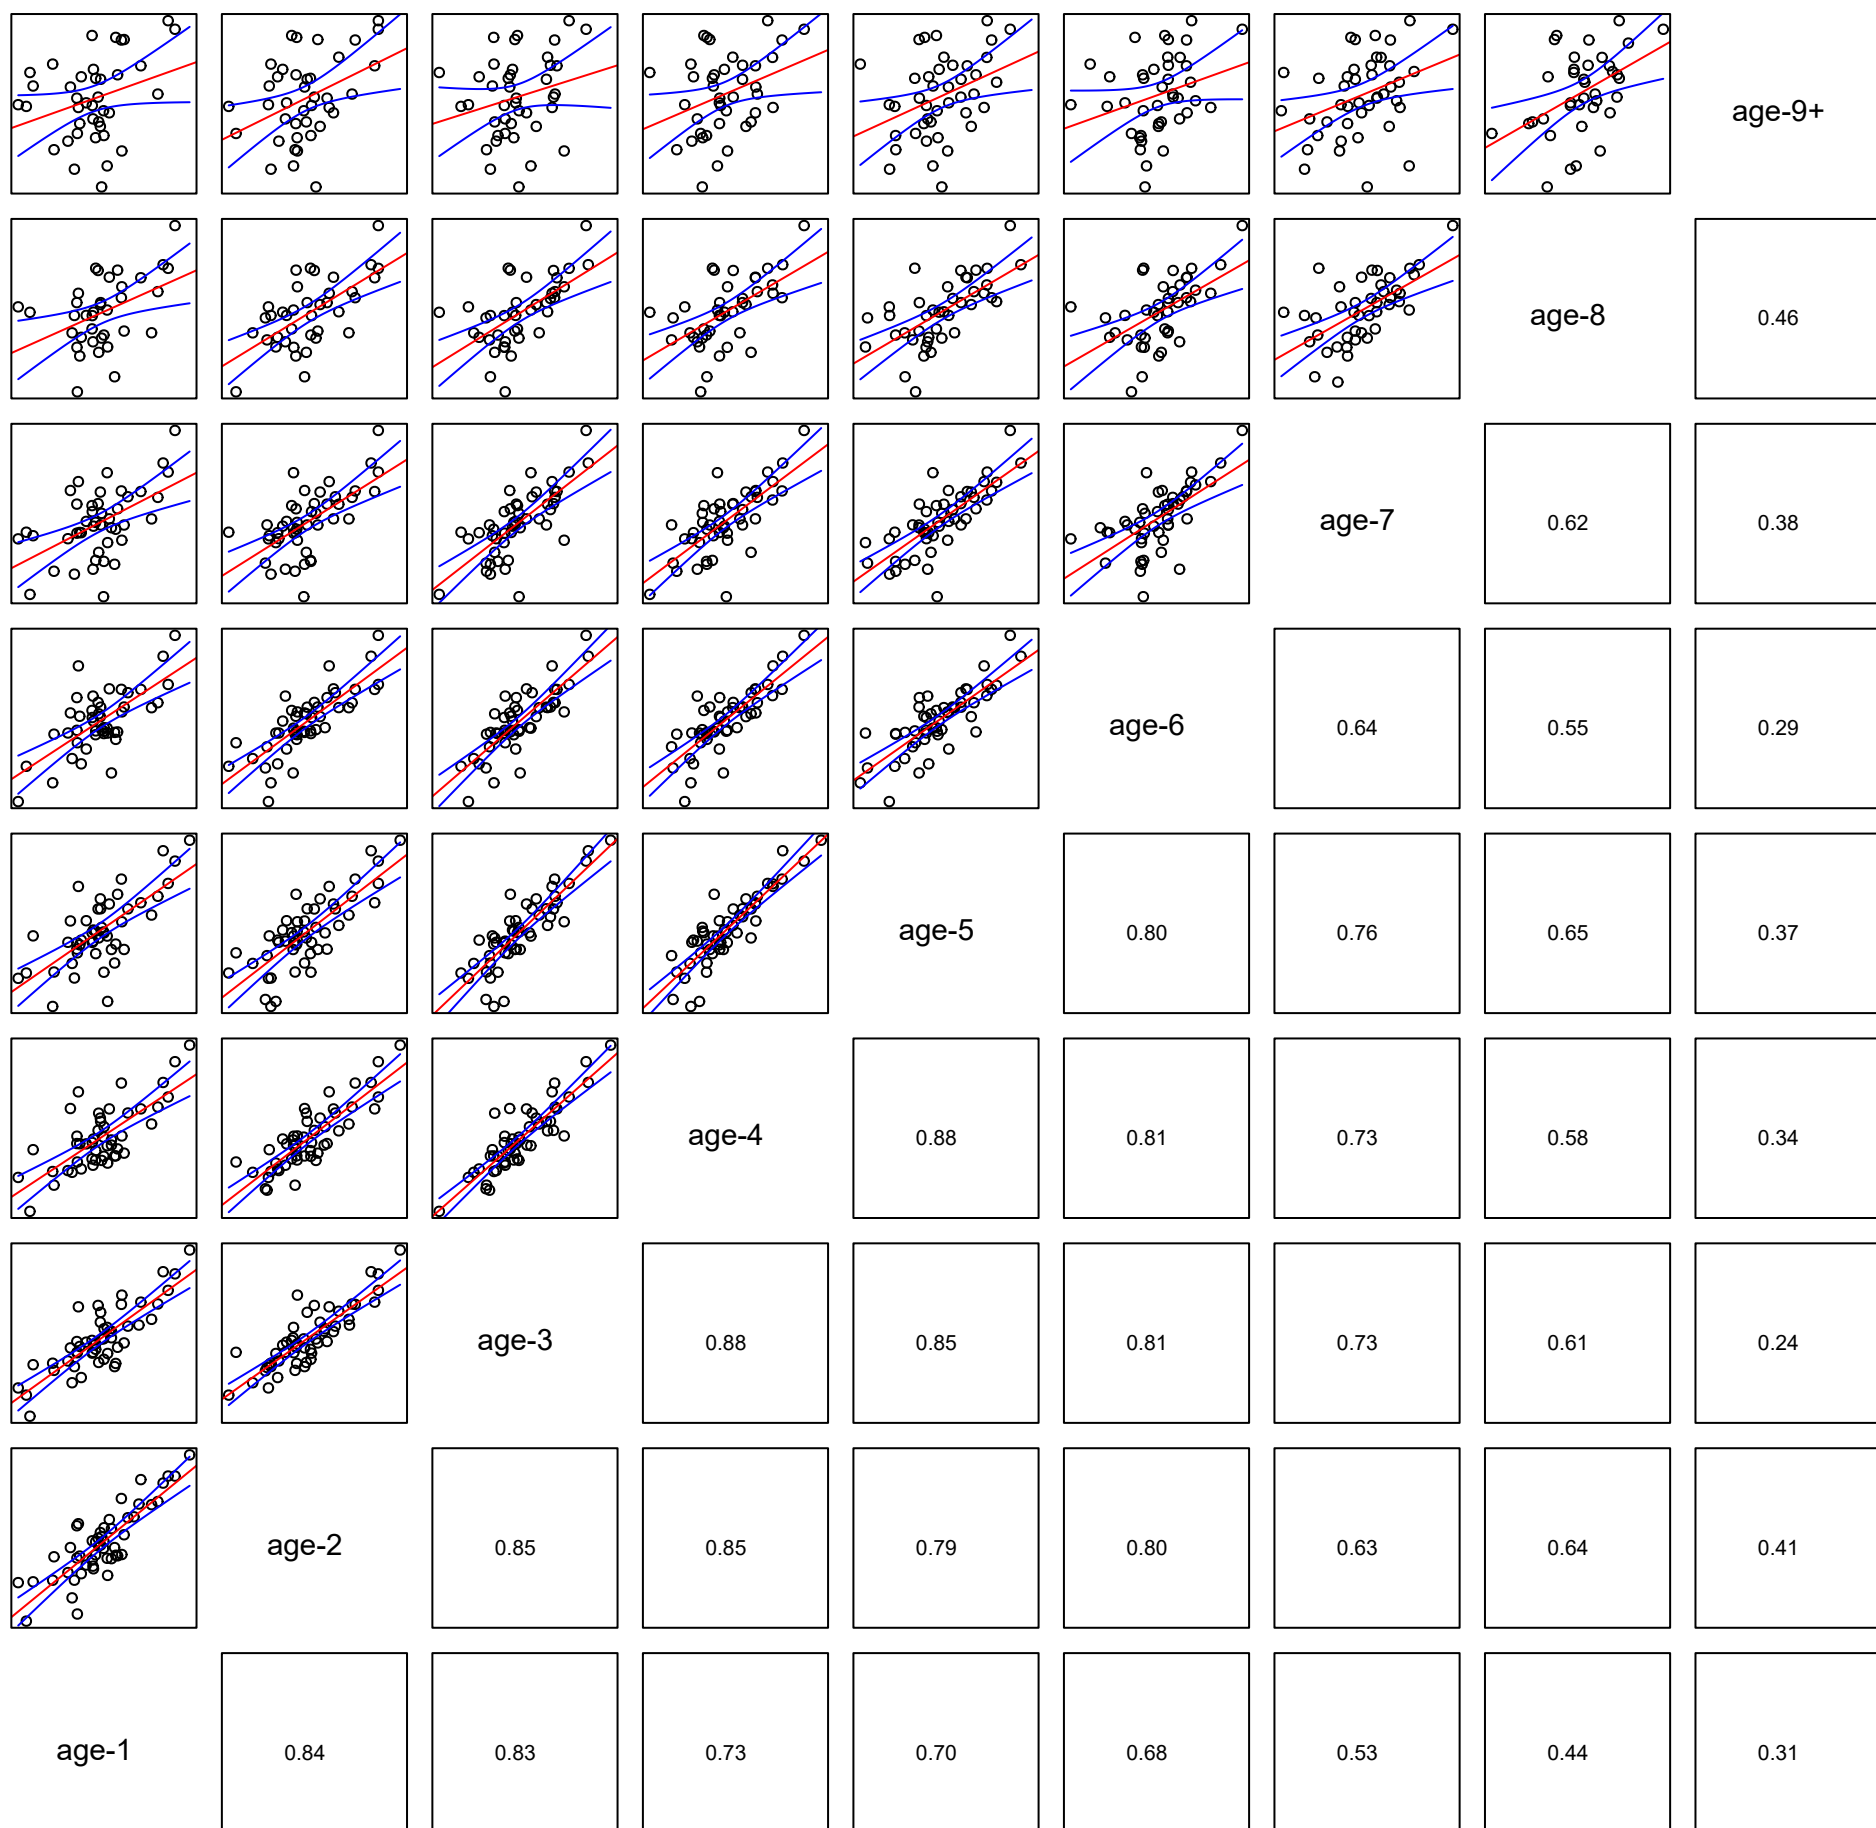 age-9+
age-8 0.46
age-7 0.62 0.38
age-6 0.64 0.55 0.29
age-5 0.80 0.76 0.65 0.37
age-4 0.88 0.81 0.73 0.58 0.34
age-3 0.88 0.85 0.81 0.73 0.61 0.24
age-2 0.85 0.85 0.79 0.80 0.63 0.64 0.41
age-1 0.84 0.83 0.73 0.70 0.68 0.53 0.44 0.31